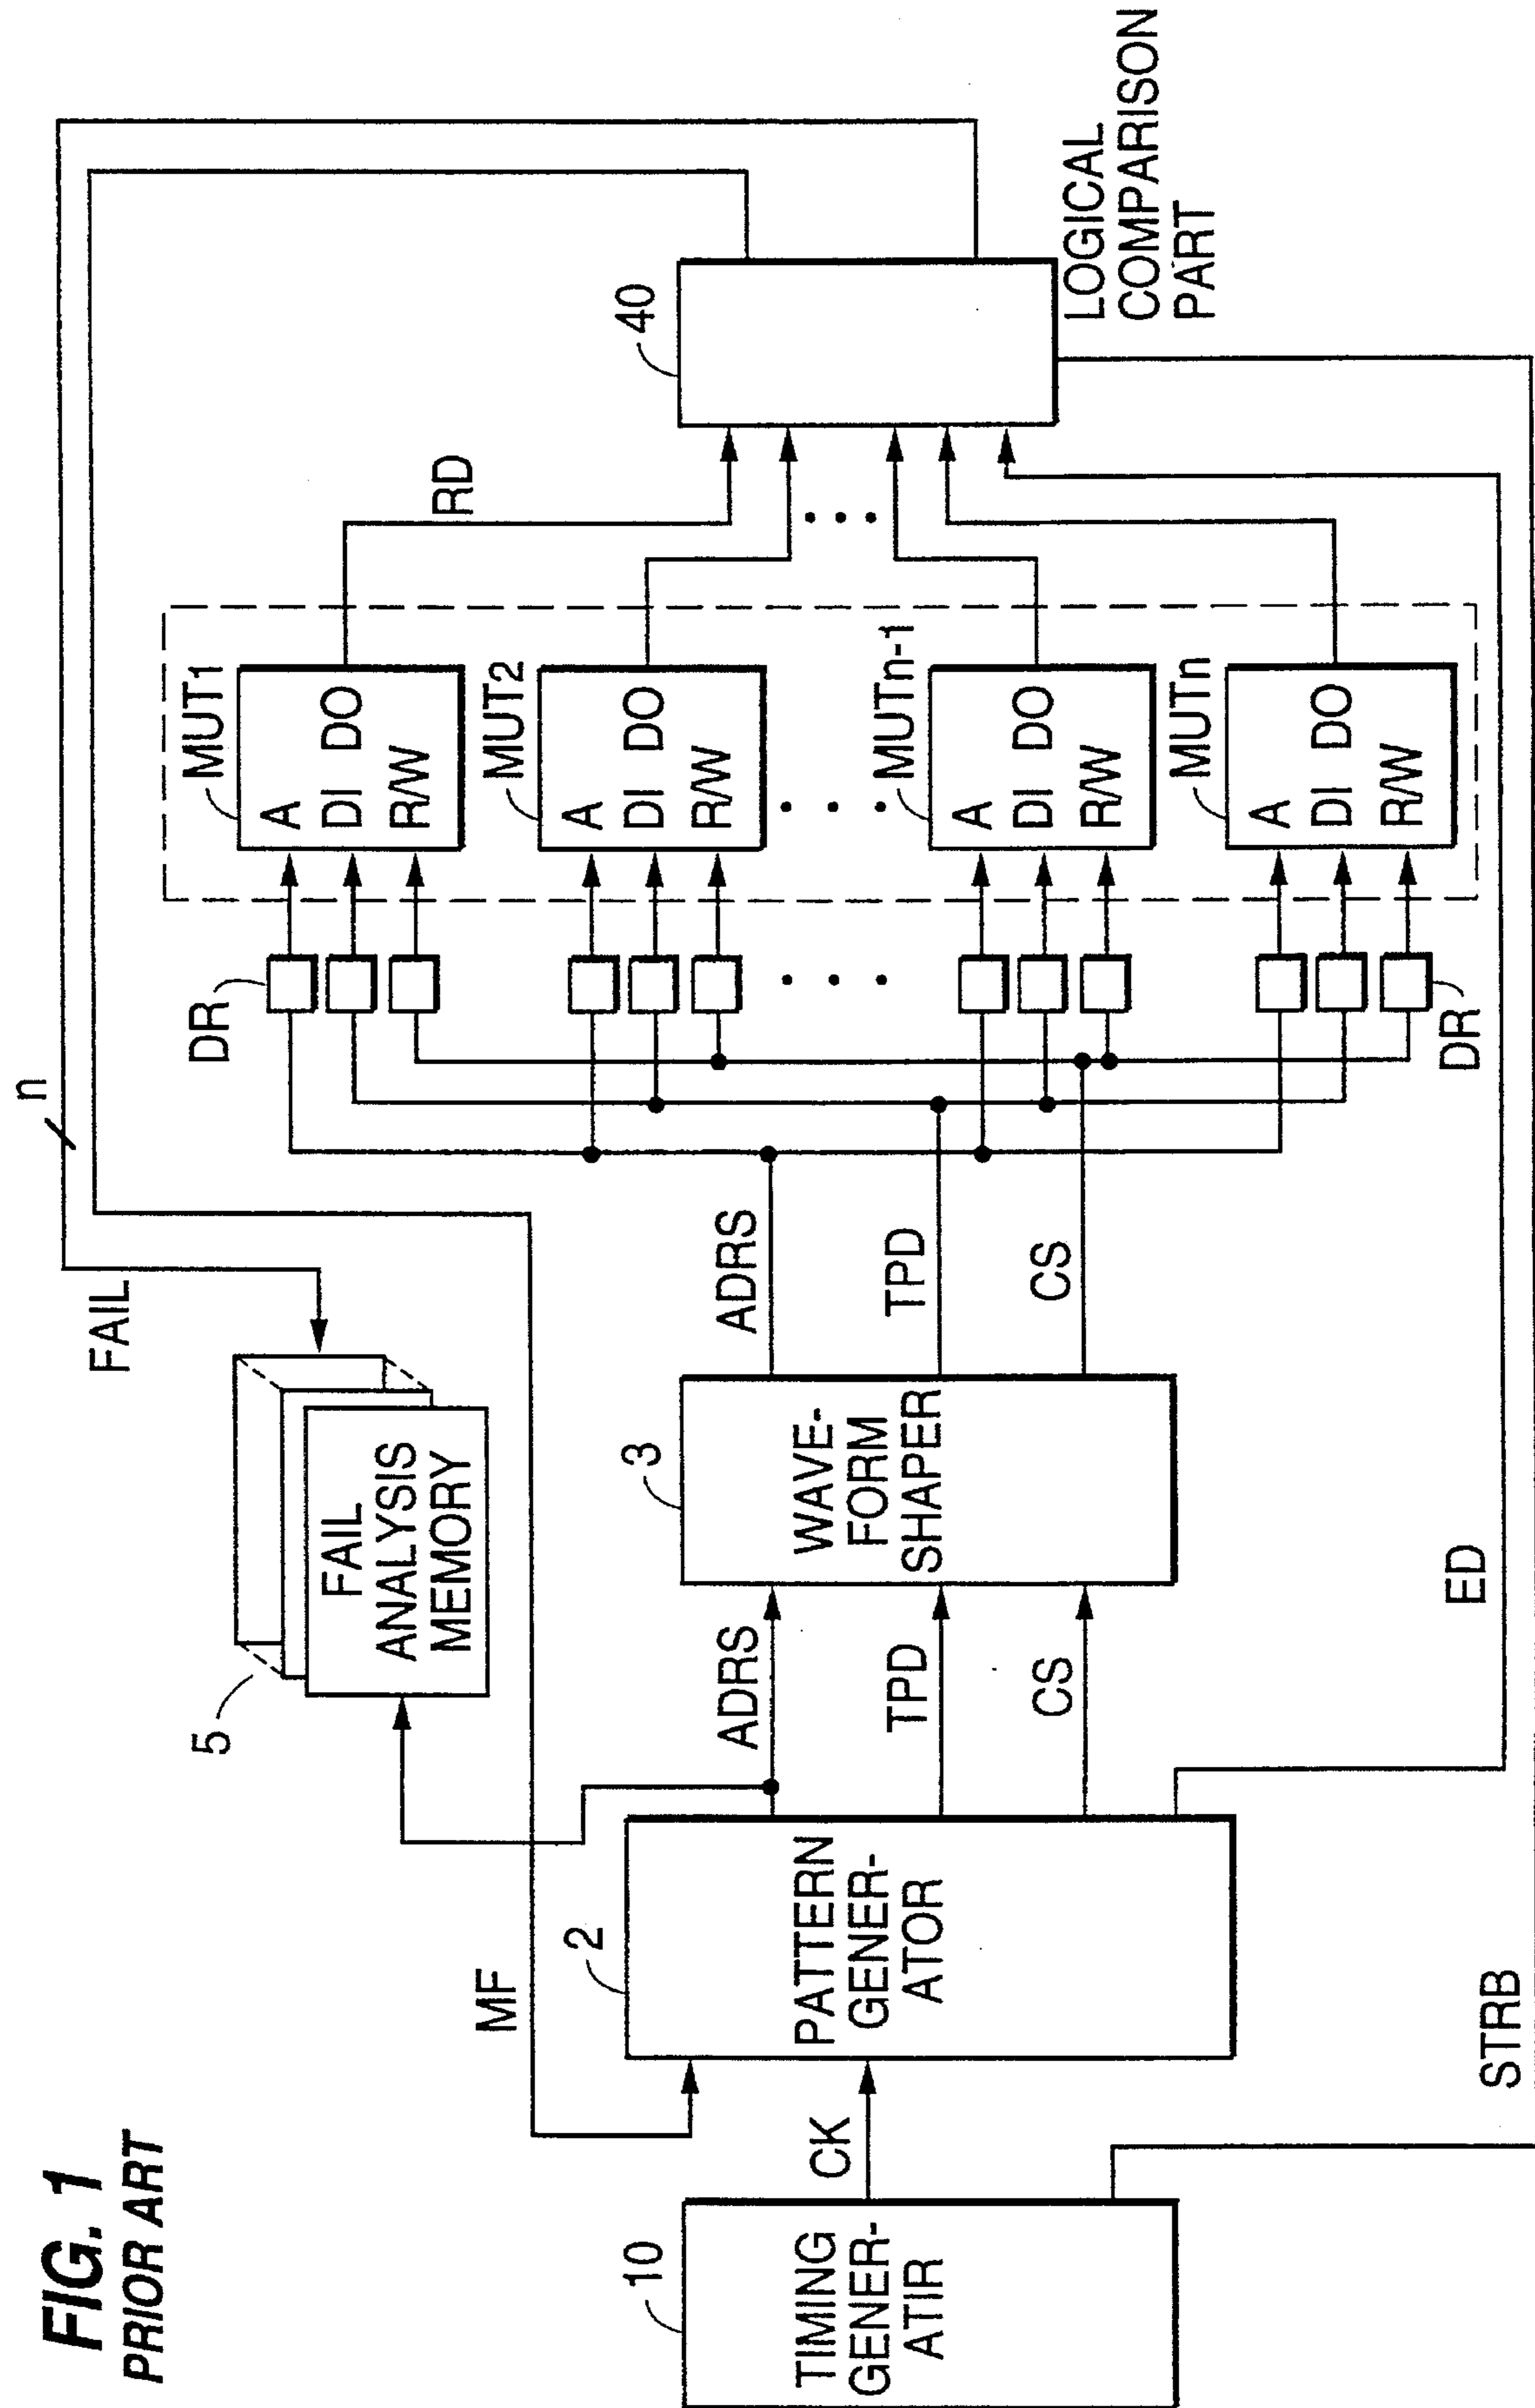 FIG. 1
PRIOR ART
10
TIMING
GENER-
ATIR
CK
STRB
MF
2
PATTERN
GENER-
ATOR
ADRS
TPD
CS
ED
5
FAIL
ANALYSIS
MEMORY
FAIL
n
3
WAVE-
FORM
SHAPER
ADRS
TPD
CS
DR
DR
MUT1
A
DI DO
R/W
MUT2
A
DI DO
R/W
MUTn-1
A
DI DO
R/W
MUTn
A
DI DO
R/W
RD
40
LOGICAL
COMPARISON
PART